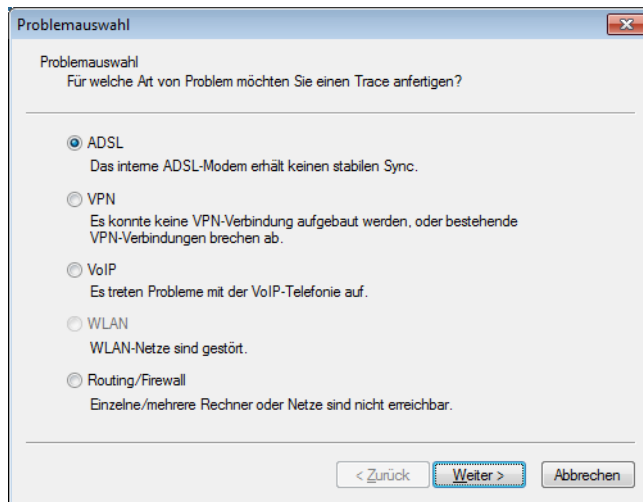 Problemauswahl
Problemauswahl
Für welche Art von Problem möchten Sie einen Trace anfertigen?
ADSL
Das interne ADSL-Modem erhält keinen stabilen Sync.
VPN
Es konnte keine VPN-Verbindung aufgebaut werden, oder bestehende
VPN-Verbindungen brechen ab.
VoIP
Es treten Probleme mit der VoIP-Telefonie auf.
WLAN
WLAN-Netze sind gestört.
Routing/Firewall
Einzelne/mehrere Rechner oder Netze sind nicht erreichbar.
< Zurück Weiter > Abbrechen